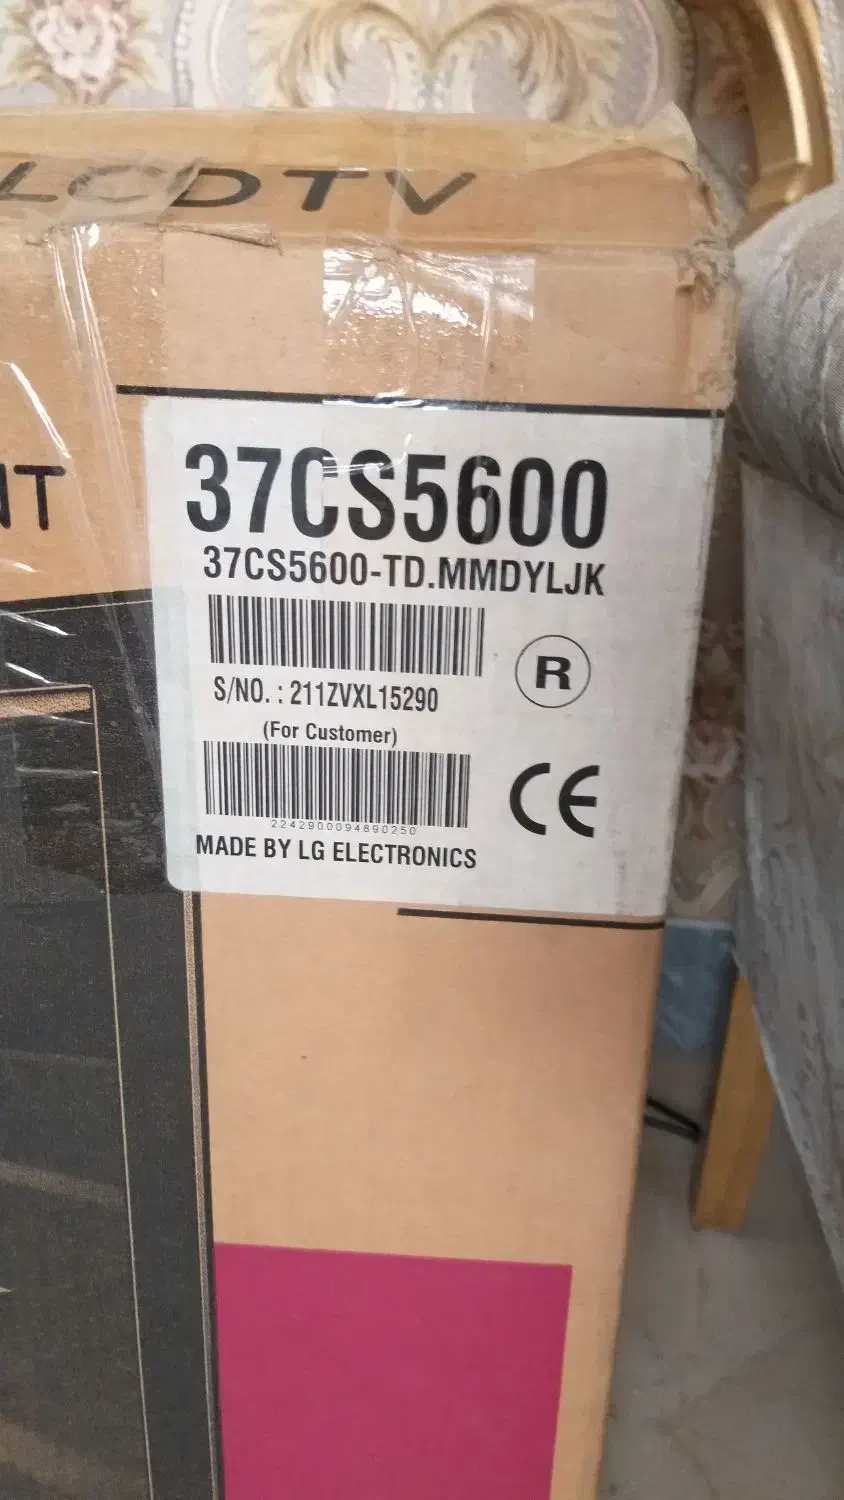 LCDTV
NT
37CS5600
37CS5600-TD.MMDYLJK
S/NO. : 211ZVXL15290
R
(For Customer)
2242900094890250
CE
MADE BY LG ELECTRONICS